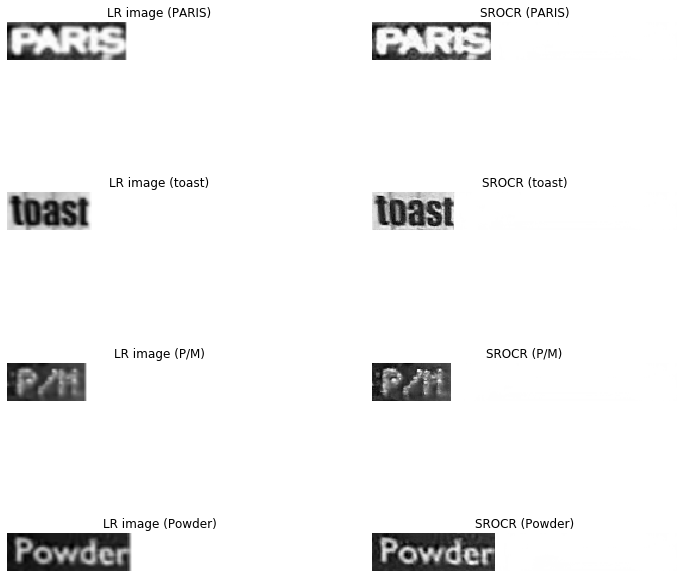 LR image (PARIS) SROCR (PARIS)
PARIS PARIS
LR image (toast) SROCR (toast)
toast toast
LR image (P/M) SROCR (P/M)
P/M P/M
LR image (Powder) SROCR (Powder)
Powder Powder